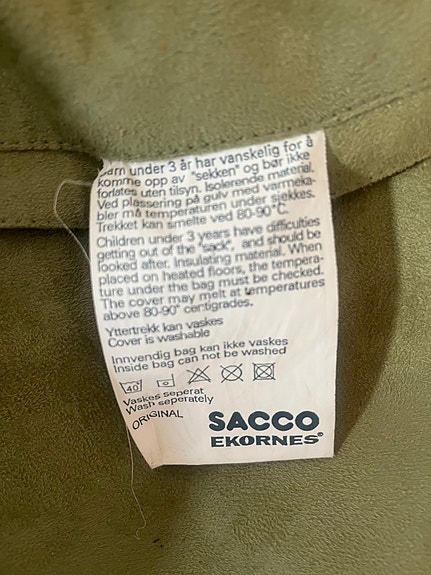 Barn under 3 år har vanskelig for å
komme opp av "sekken" og bør ikke
forlates uten tilsyn. Isolerende material.
Ved plassering på gulv med varmeka-
bler må temperaturen under sjekkes.
Trekket kan smelte ved 80-90°C.
Children under 3 years have difficulties
getting out of the "sack", and should be
looked after. Insulating material. When
placed on heated floors, the tempera-
ture under the bag must be checked.
The cover may melt at temperatures
above 80-90° centigrades.
Yttertrekk kan vaskes
Cover is washable
Innvendig bag kan ikke vaskes
Inside bag can not be washed
40
Vaskes seperat
Wash seperately
ORIGINAL
SACCO
EKORNES®